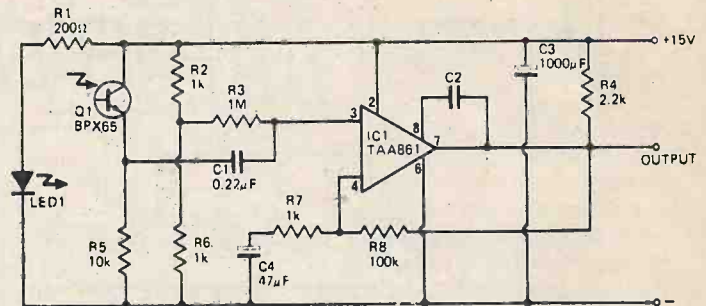 R1
200Ω
R2
1k
R3
1M
Q1
BPX65
LED1
C1
0.22µF
R5
10k
R6
1k
R7
1k
C4
47µF
R8
100k
3
2
8
7
4
6
IC1
TAA861
C2
C3
1000µF
R4
2.2k
+15V
OUTPUT
–